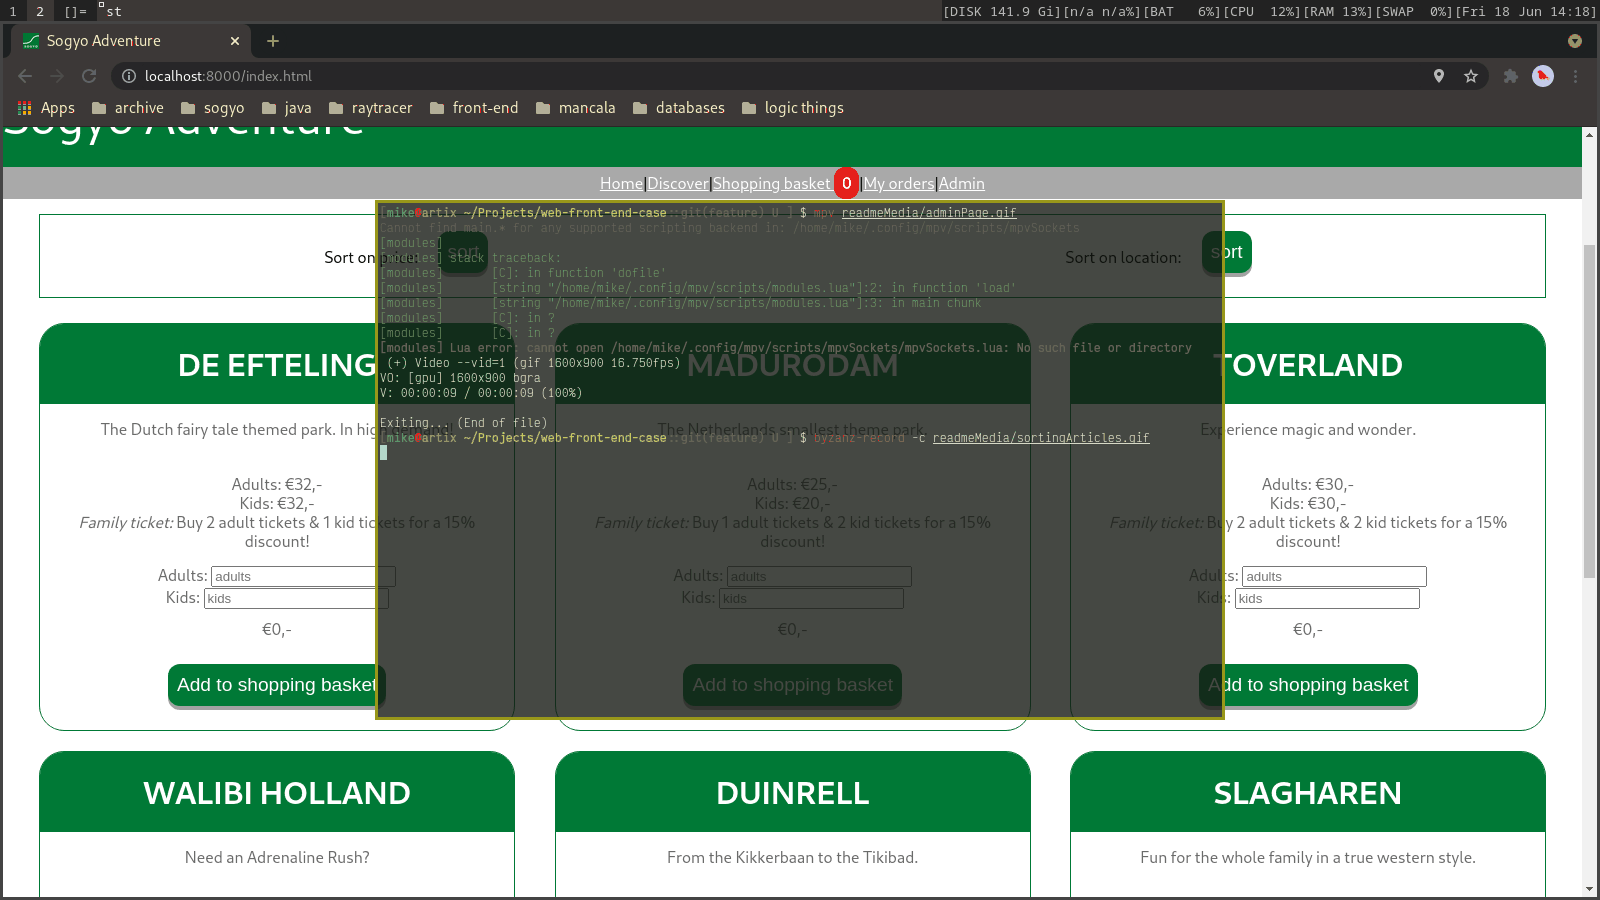 1 2 []= st [DISK 141.9 Gi][n/a n/a%][BAT 6%][CPU 12%][RAM 13%][SWAP 0%][Fri 18 Jun 14:18]
Sogyo Adventure
localhost:8000/index.html
Apps archive sogyo java raytracer front-end mancala databases logic things
Sogyo Adventure
Home|Discover|Shopping basket 0|My orders|Admin
Sort on price: sort
Sort on location: sort
[mike@artix ~/Projects/web-front-end-case::git(feature) U ] $ mpv readmeMedia/adminPage.gif
Cannot find main.* for any supported scripting backend in: /home/mike/.config/mpv/scripts/mpvSockets
[modules]
[modules] stack traceback:
[modules] [C]: in function 'dofile'
[modules] [string "/home/mike/.config/mpv/scripts/modules.lua"]:2: in function 'load'
[modules] [string "/home/mike/.config/mpv/scripts/modules.lua"]:3: in main chunk
[modules] [C]: in ?
[modules] [C]: in ?
[modules] Lua error: cannot open /home/mike/.config/mpv/scripts/mpvSockets/mpvSockets.lua: No such file or directory
(+) Video --vid=1 (gif 1600x900 16.750fps)
VO: [gpu] 1600x900 bgra
V: 00:00:09 / 00:00:09 (100%)
Exiting... (End of file)
[mike@artix ~/Projects/web-front-end-case::git(feature) U ] $ byzanz-record -c readmeMedia/sortingArticles.gif
DE EFTELING
The Dutch fairy tale themed park. In high demand!
Adults: €32,-
Kids: €32,-
Family ticket: Buy 2 adult tickets & 1 kid tickets for a 15%
discount!
Adults: adults
Kids: kids
€0,-
Add to shopping basket
MADURODAM
The Netherlands smallest theme park.
Adults: €25,-
Kids: €20,-
Family ticket: Buy 1 adult tickets & 2 kid tickets for a 15%
discount!
Adults: adults
Kids: kids
€0,-
Add to shopping basket
TOVERLAND
Experience magic and wonder.
Adults: €30,-
Kids: €30,-
Family ticket: Buy 2 adult tickets & 2 kid tickets for a 15%
discount!
Adults: adults
Kids: kids
€0,-
Add to shopping basket
WALIBI HOLLAND
Need an Adrenaline Rush?
DUINRELL
From the Kikkerbaan to the Tikibad.
SLAGHAREN
Fun for the whole family in a true western style.